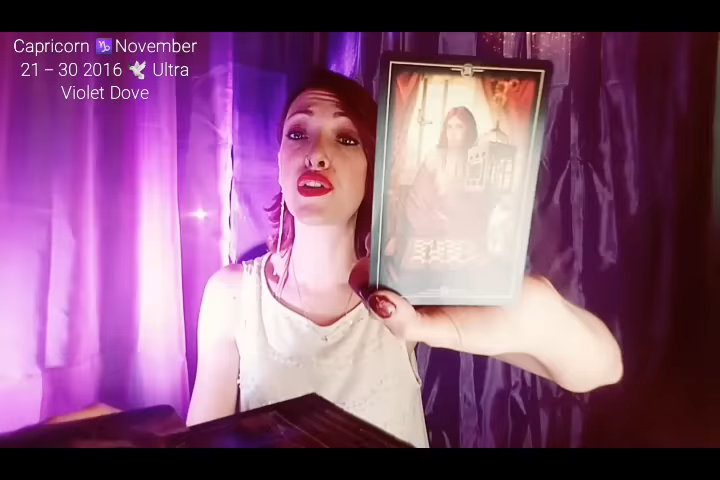 Capricorn ♑November
21 – 30 2016 🕊 Ultra
Violet Dove